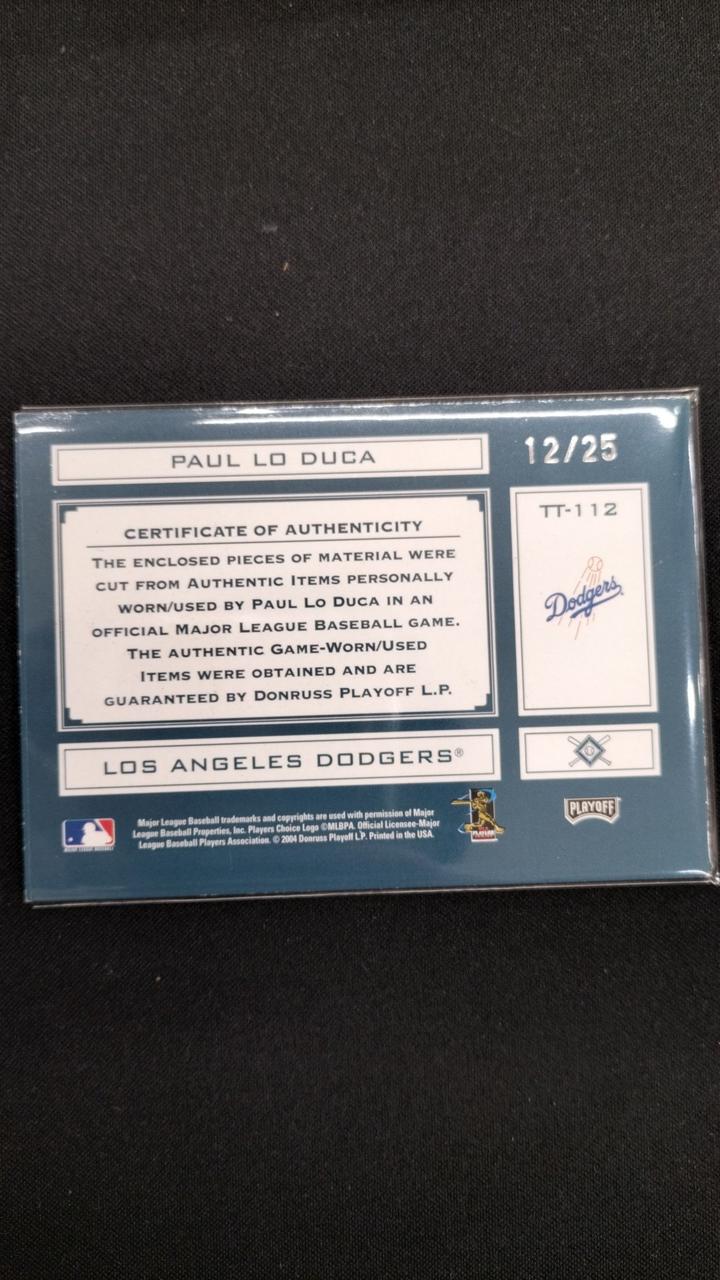 PAUL LO DUCA
12/25
CERTIFICATE OF AUTHENTICITY
THE ENCLOSED PIECES OF MATERIAL WERE
CUT FROM AUTHENTIC ITEMS PERSONALLY
WORN/USED BY PAUL LO DUCA IN AN
OFFICIAL MAJOR LEAGUE BASEBALL GAME.
THE AUTHENTIC GAME-WORN/USED
ITEMS WERE OBTAINED AND ARE
GUARANTEED BY DONRUSS PLAYOFF L.P.
TT-112
Dodgers
LOS ANGELES DODGERS®
Major League Baseball trademarks and copyrights are used with permission of Major
League Baseball Properties, Inc. Players Choice Logo ©MLBPA. Official Licensee-Major
League Baseball Players Association. © 2004 Donruss Playoff L.P. Printed in the USA.
PLAYOFF